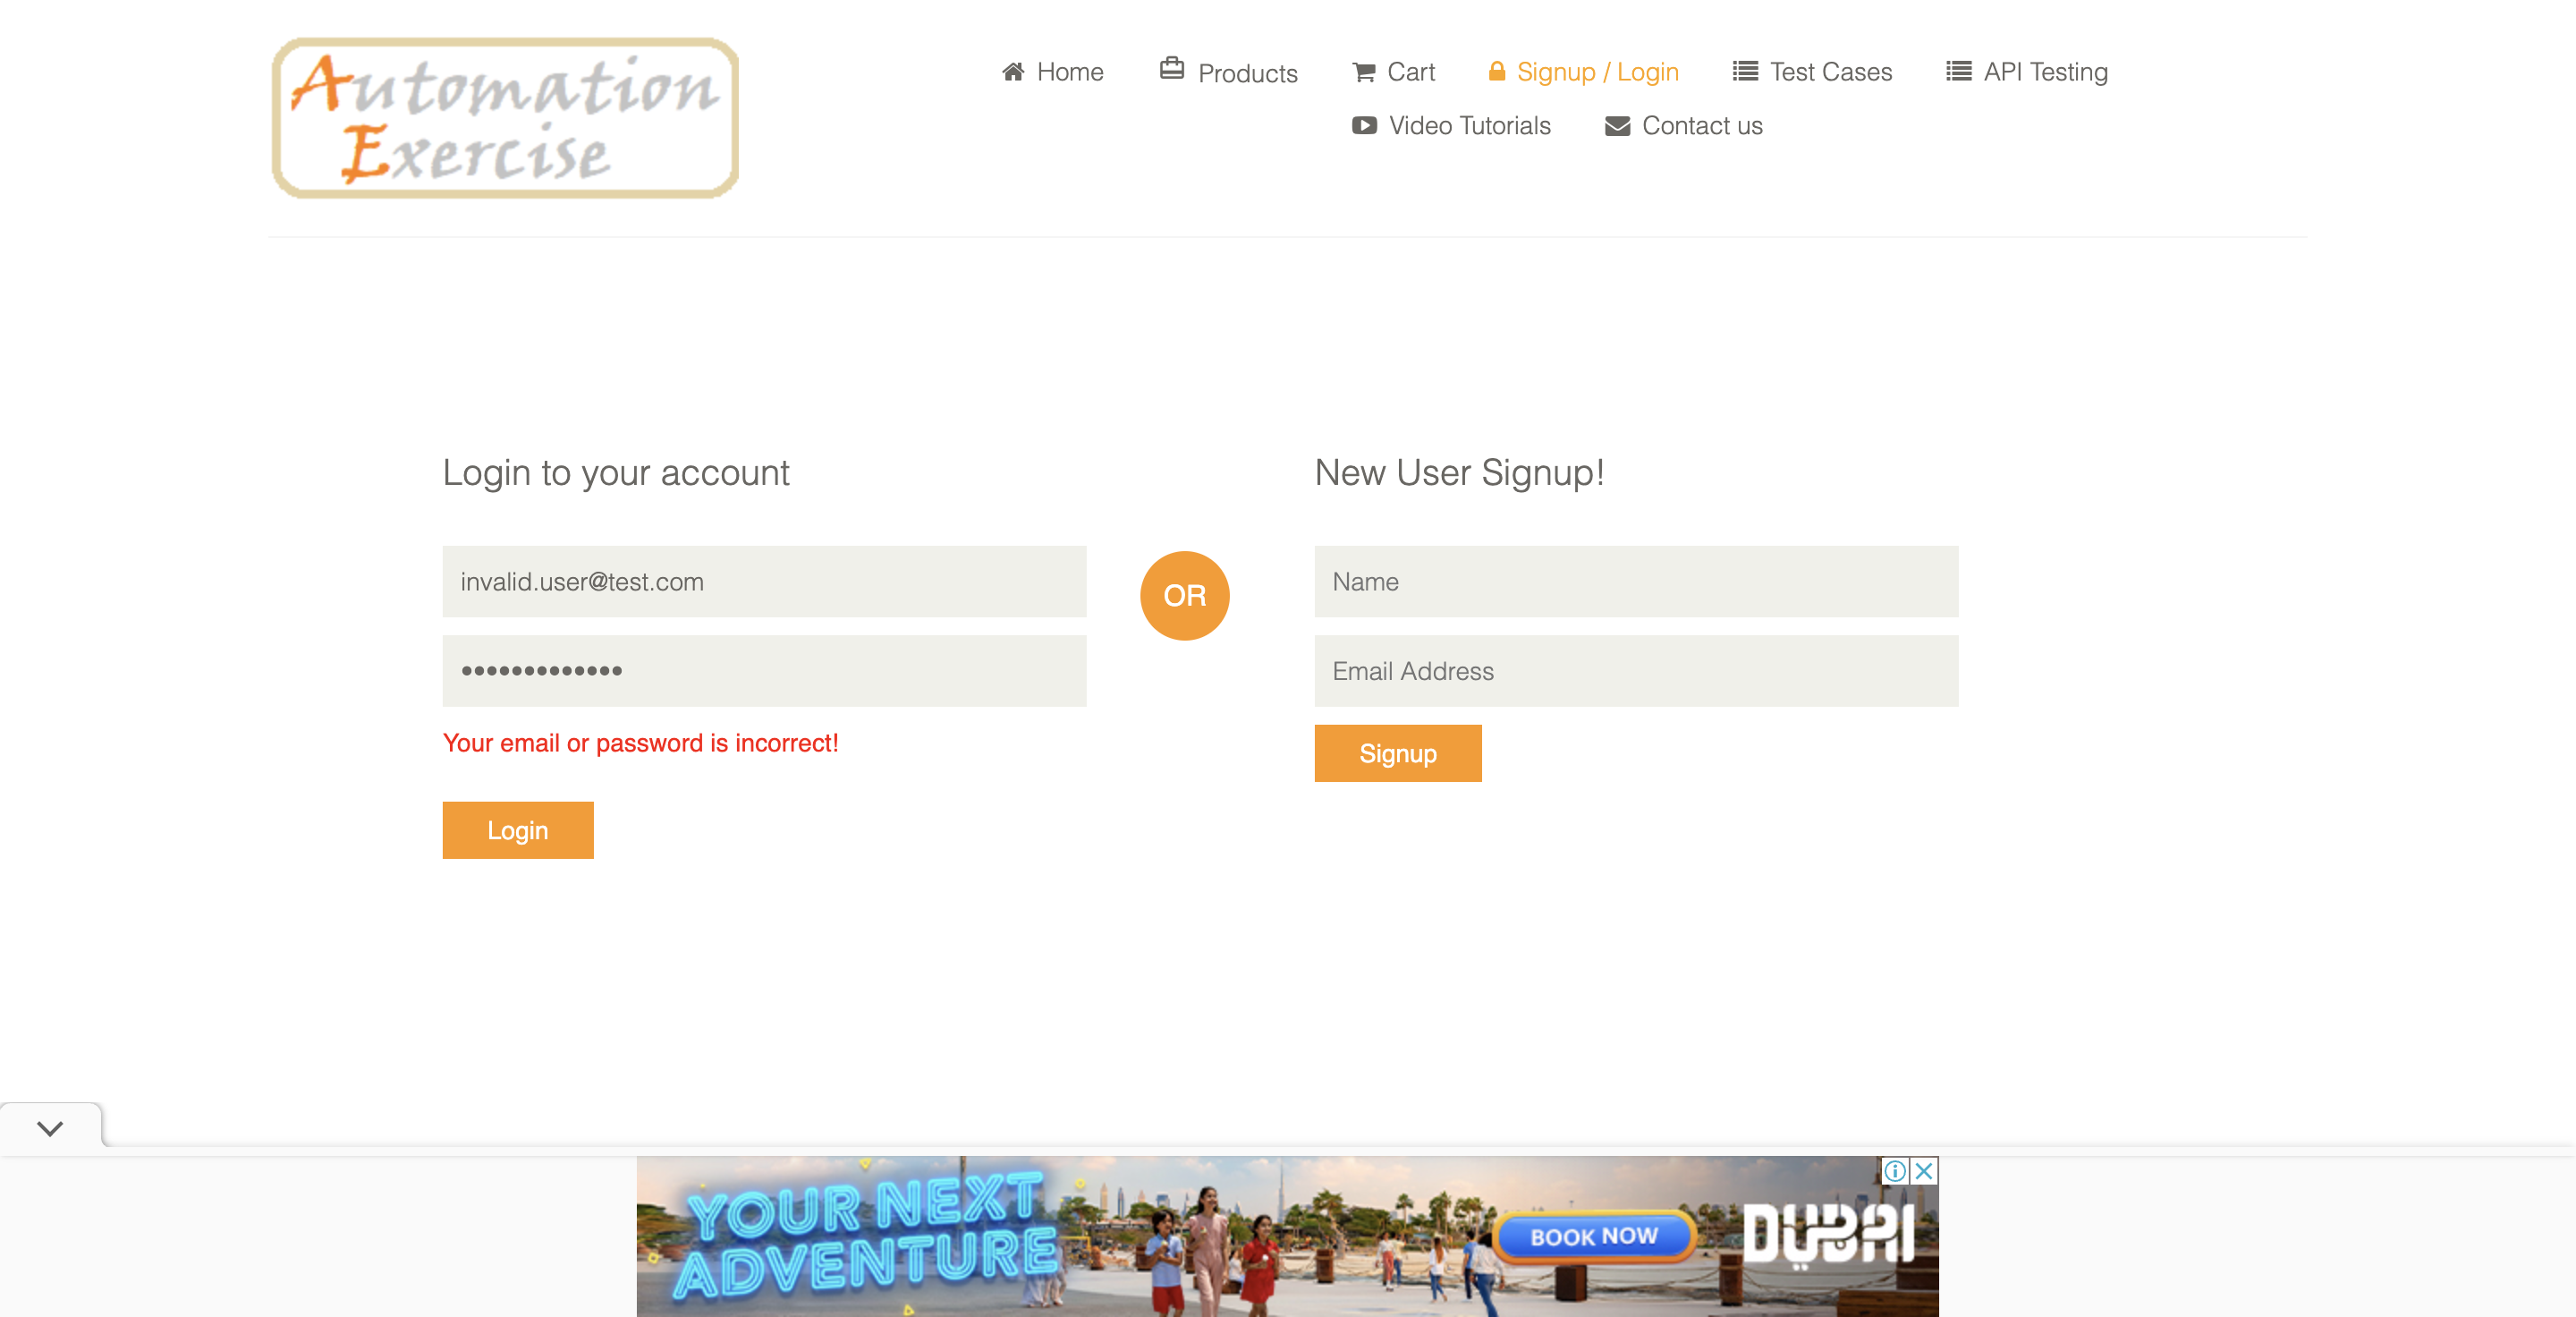 Automation
Exercise
Home
Products
Cart
Signup / Login
Test Cases
API Testing
Video Tutorials
Contact us
Login to your account
invalid.user@test.com
•••••••••••••
Your email or password is incorrect!
Login
OR
New User Signup!
Name
Email Address
Signup
YOUR NEXT
ADVENTURE
BOOK NOW
DUBAI